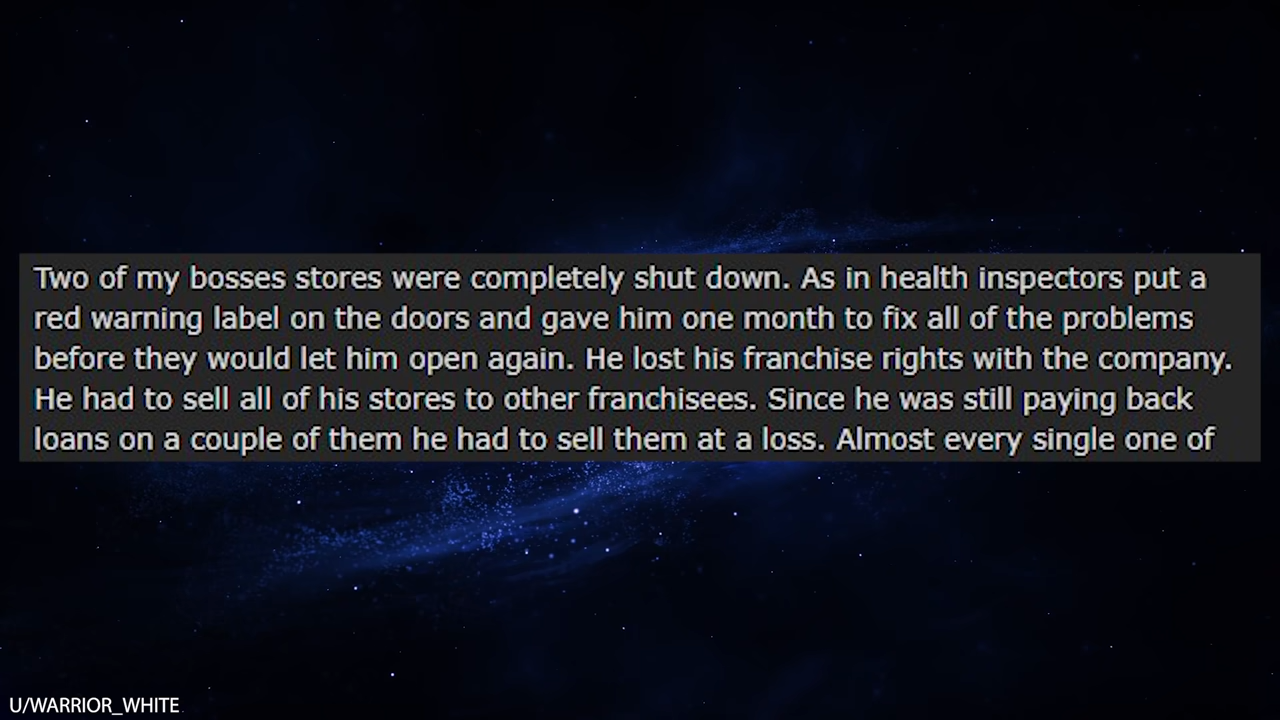 Two of my bosses stores were completely shut down. As in health inspectors put a
red warning label on the doors and gave him one month to fix all of the problems
before they would let him open again. He lost his franchise rights with the company.
He had to sell all of his stores to other franchisees. Since he was still paying back
loans on a couple of them he had to sell them at a loss. Almost every single one of
U/WARRIOR_WHITE